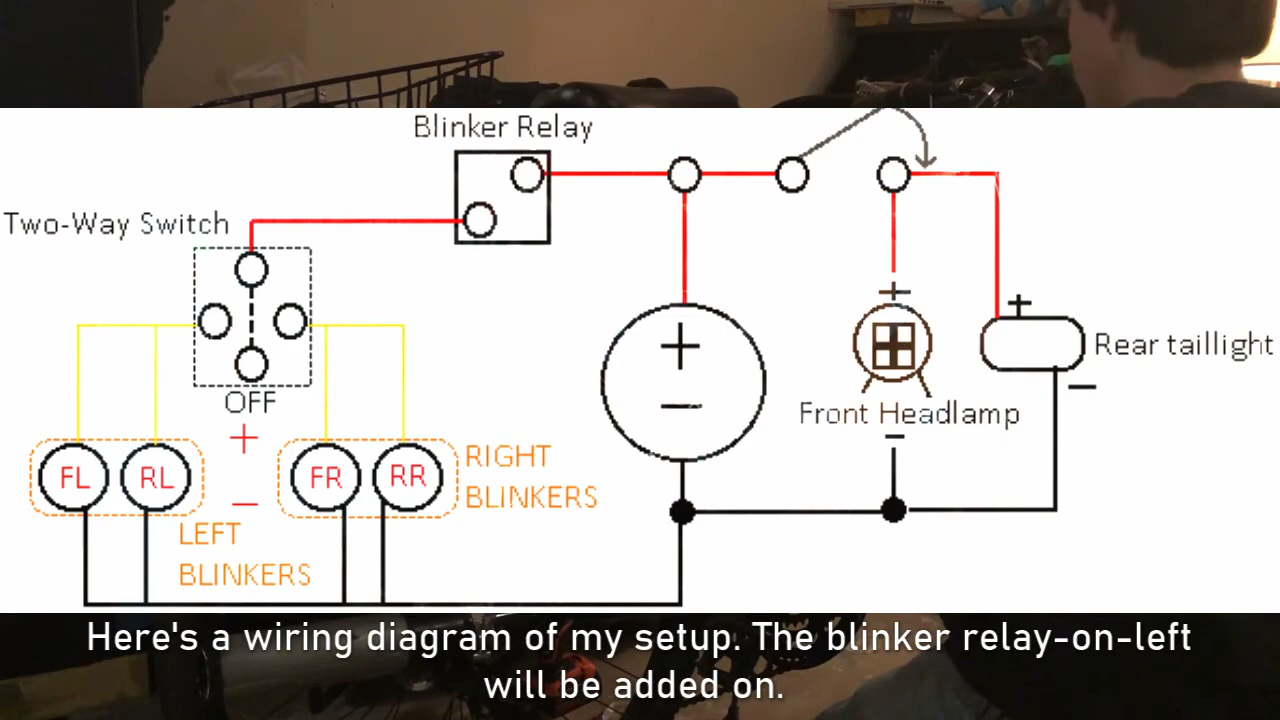 Blinker Relay
Two-Way Switch
OFF
+
−
FL
RL
FR
RR
LEFT
BLINKERS
RIGHT
BLINKERS
+
−
+
Front Headlamp
−
+
Rear taillight
−
Here's a wiring diagram of my setup. The blinker relay-on-left
will be added on.